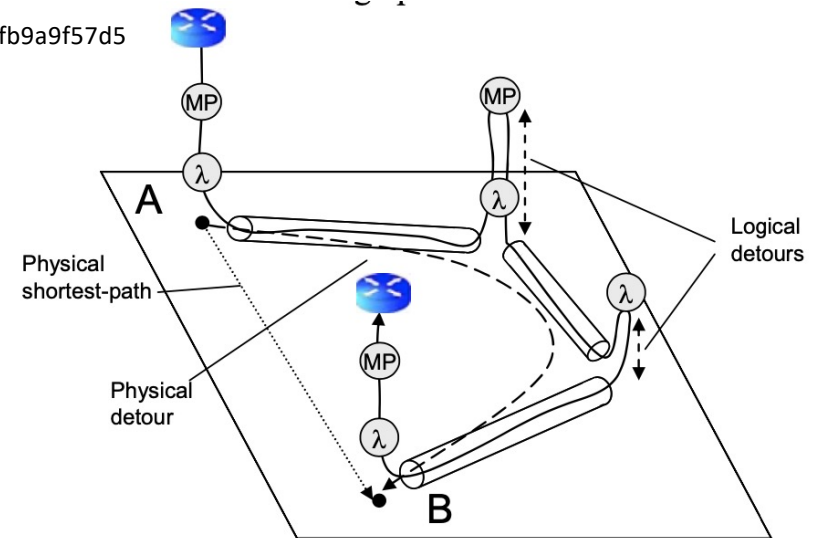 fb9a9f57d5
MP
MP
λ
A
λ
Logical
detours
Physical
shortest-path
λ
MP
Physical
detour
λ
B